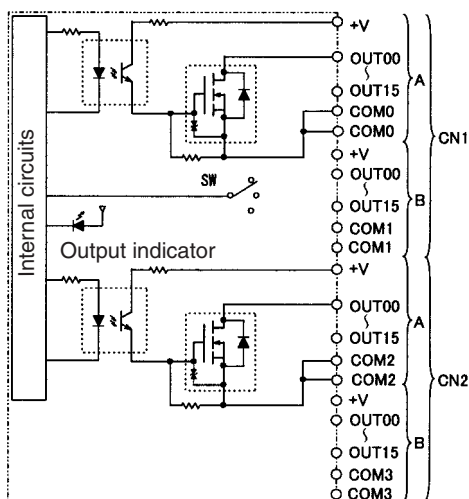 +V
OUT00
OUT15
A
COM0
COM0
CN1
+V
SW
OUT00
B
OUT15
COM1
Output indicator
COM1
+V
Internal circuits
OUT00
A
OUT15
COM2
COM2
CN2
+V
OUT00
B
OUT15
COM3
COM3